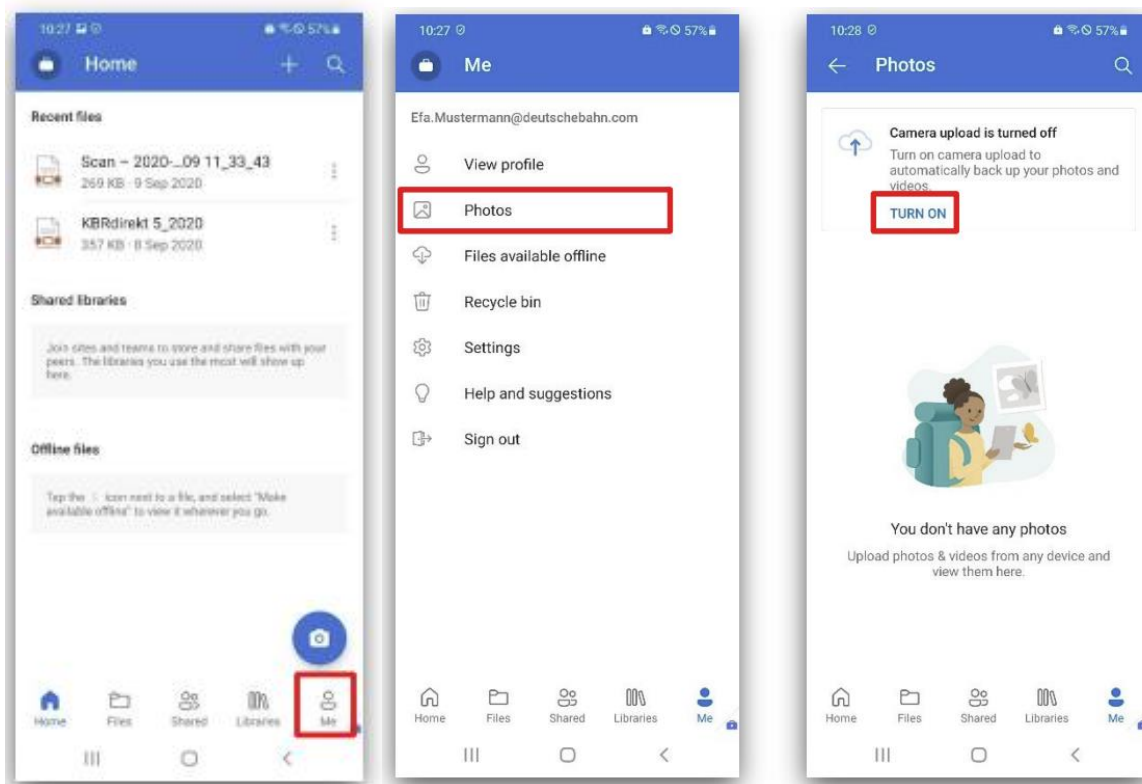 10:27
57%
Home
Recent files
Scan – 2020-...09 11_33_43
269 KB · 9 Sep 2020
KBRdirekt 5_2020
357 KB · 8 Sep 2020
Shared libraries
Join sites and teams to store and share files with your
peers. The libraries you use the most will show up
here.
Offline files
Tap the icon next to a file, and select "Make
available offline" to view it wherever you go.
Home
Files
Shared
Libraries
Me
10:27
57%
Me
Efa.Mustermann@deutschebahn.com
View profile
Photos
Files available offline
Recycle bin
Settings
Help and suggestions
Sign out
Home
Files
Shared
Libraries
Me
10:28
57%
Photos
Camera upload is turned off
Turn on camera upload to
automatically back up your photos and
videos.
TURN ON
You don't have any photos
Upload photos & videos from any device and
view them here.
Home
Files
Shared
Libraries
Me